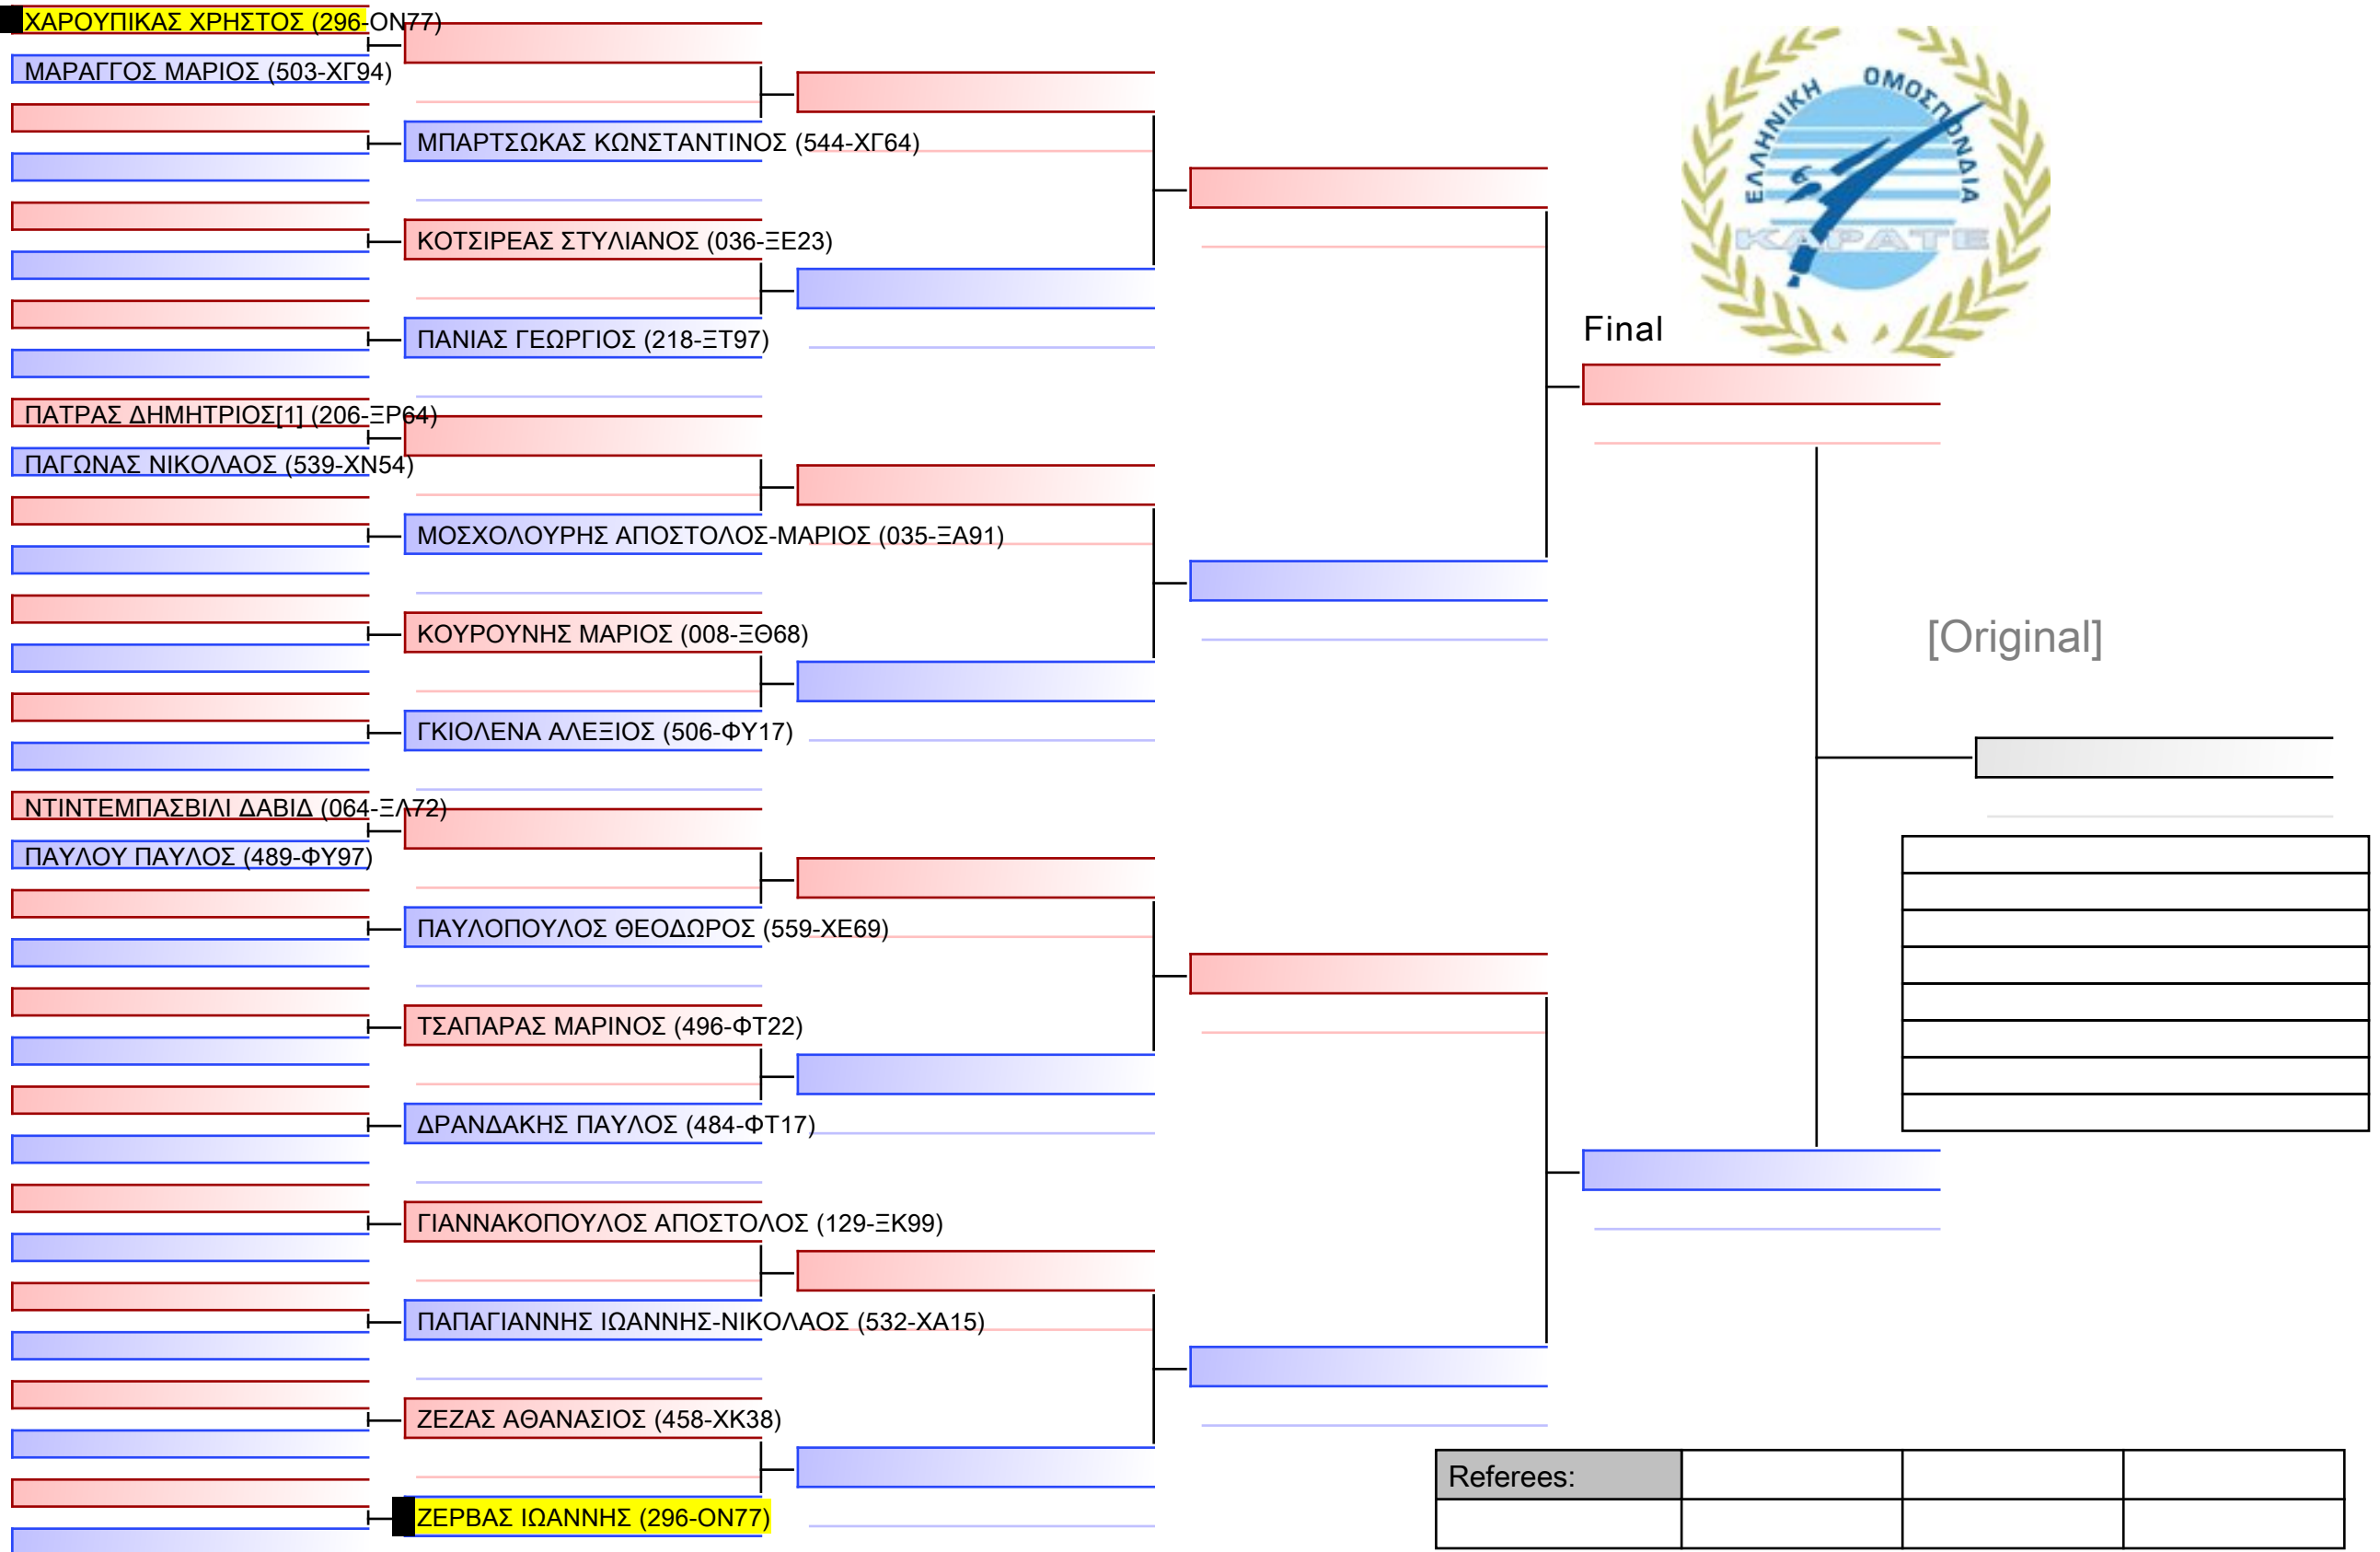 ΧΑΡΟΥΠΙΚΑΣ ΧΡΗΣΤΟΣ (296-ΟΝ77)
ΜΑΡΑΓΓΟΣ ΜΑΡΙΟΣ (503-ΧΓ94)
ΜΠΑΡΤΣΩΚΑΣ ΚΩΝΣΤΑΝΤΙΝΟΣ (544-ΧΓ64)
ΚΟΤΣΙΡΕΑΣ ΣΤΥΛΙΑΝΟΣ (036-ΞΕ23)
ΠΑΝΙΑΣ ΓΕΩΡΓΙΟΣ (218-ΞΤ97)
ΠΑΤΡΑΣ ΔΗΜΗΤΡΙΟΣ[1] (206-ΞΡ64)
ΠΑΓΩΝΑΣ ΝΙΚΟΛΑΟΣ (539-ΧΝ54)
ΜΟΣΧΟΛΟΥΡΗΣ ΑΠΟΣΤΟΛΟΣ-ΜΑΡΙΟΣ (035-ΞΑ91)
ΚΟΥΡΟΥΝΗΣ ΜΑΡΙΟΣ (008-ΞΘ68)
ΓΚΙΟΛΕΝΑ ΑΛΕΞΙΟΣ (506-ΦΥ17)
ΝΤΙΝΤΕΜΠΑΣΒΙΛΙ ΔΑΒΙΔ (064-ΞΛ72)
ΠΑΥΛΟΥ ΠΑΥΛΟΣ (489-ΦΥ97)
ΠΑΥΛΟΠΟΥΛΟΣ ΘΕΟΔΩΡΟΣ (559-ΧΕ69)
ΤΣΑΠΑΡΑΣ ΜΑΡΙΝΟΣ (496-ΦΤ22)
ΔΡΑΝΔΑΚΗΣ ΠΑΥΛΟΣ (484-ΦΤ17)
ΓΙΑΝΝΑΚΟΠΟΥΛΟΣ ΑΠΟΣΤΟΛΟΣ (129-ΞΚ99)
ΠΑΠΑΓΙΑΝΝΗΣ ΙΩΑΝΝΗΣ-ΝΙΚΟΛΑΟΣ (532-ΧΑ15)
ΖΕΖΑΣ ΑΘΑΝΑΣΙΟΣ (458-ΧΚ38)
ΖΕΡΒΑΣ ΙΩΑΝΝΗΣ (296-ΟΝ77)
ΕΛΛΗΝΙΚΗ ΟΜΟΣΠΟΝΔΙΑ
ΚΑΡΑΤΕ
Final
[Original]
Referees: